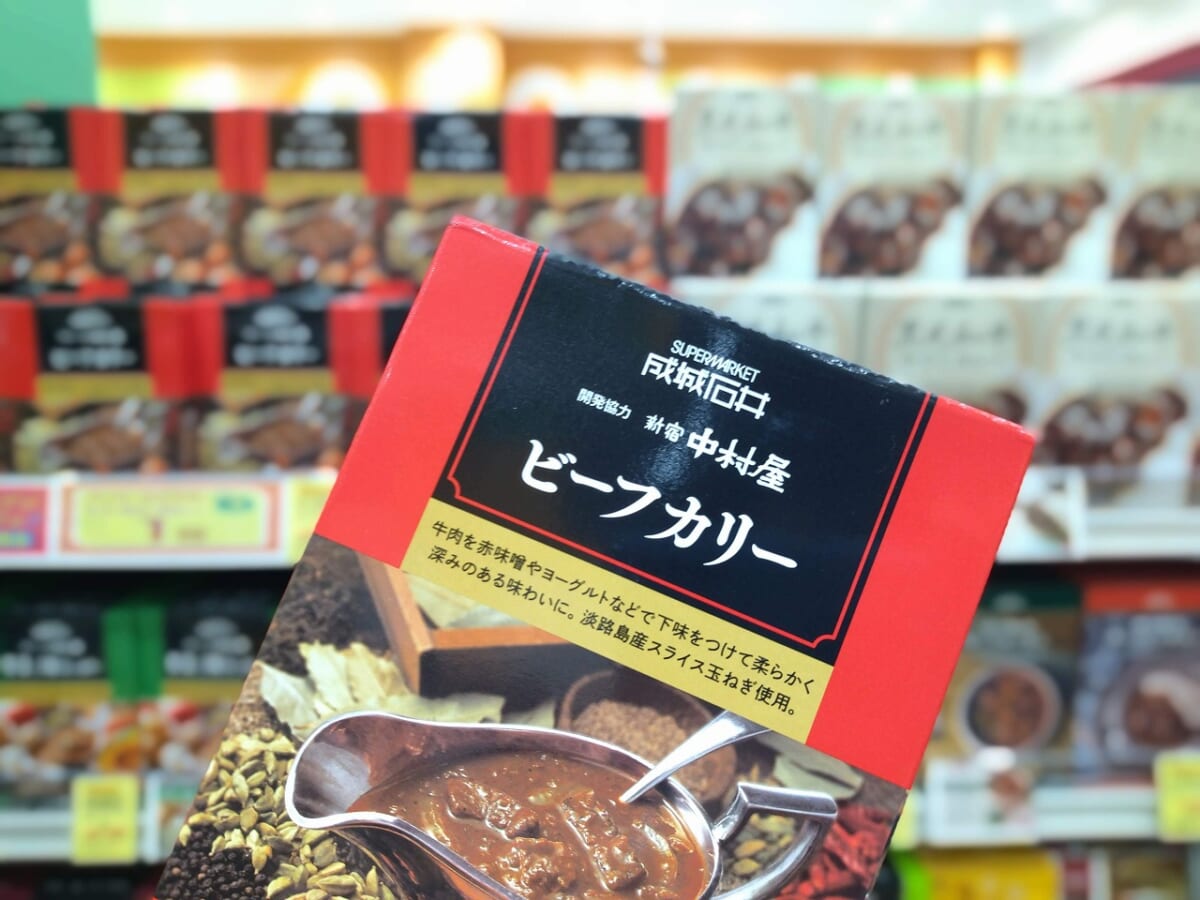 SUPERMARKET
成城石井
開発協力 新宿 中村屋
ビーフカリー
牛肉を赤味噌やヨーグルトなどで下味をつけて柔らかく
深みのある味わいに。淡路島産スライス玉ねぎ使用。